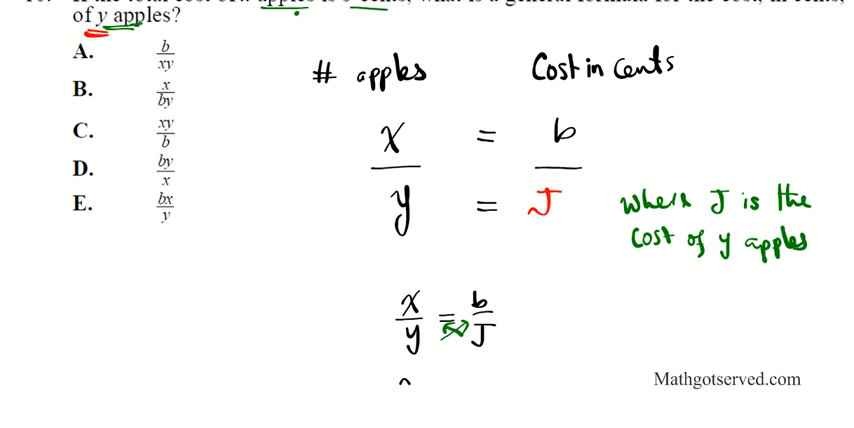 of y apples?
A. b/xy
B. x/by
C. xy/b
D. by/x
E. bx/y
# apples Cost in Cents
x = b
y = J
where J is the
cost of y apples
x/y = b/J
Mathgotserved.com